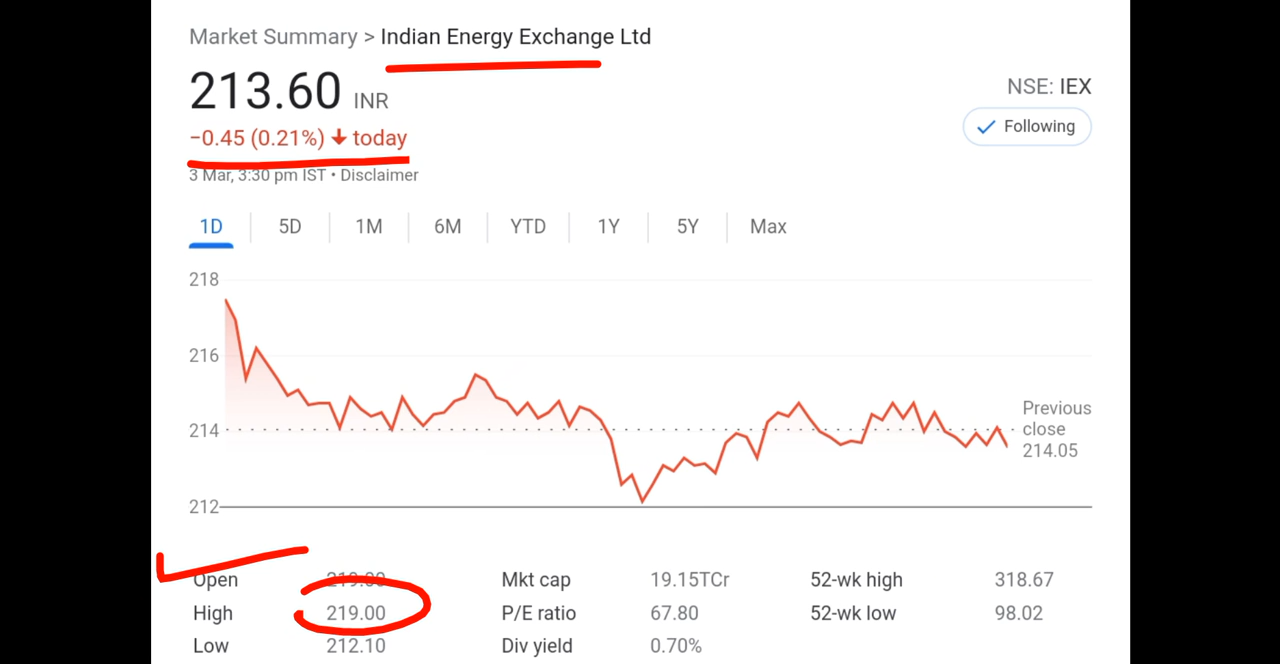 Market Summary > Indian Energy Exchange Ltd
213.60 INR
NSE: IEX
−0.45 (0.21%) ↓ today
Following
3 Mar, 3:30 pm IST • Disclaimer
1D 5D 1M 6M YTD 1Y 5Y Max
218
216
214
212
Previous
close
214.05
Open 219.00 Mkt cap 19.15TCr 52-wk high 318.67
High 219.00 P/E ratio 67.80 52-wk low 98.02
Low 212.10 Div yield 0.70%